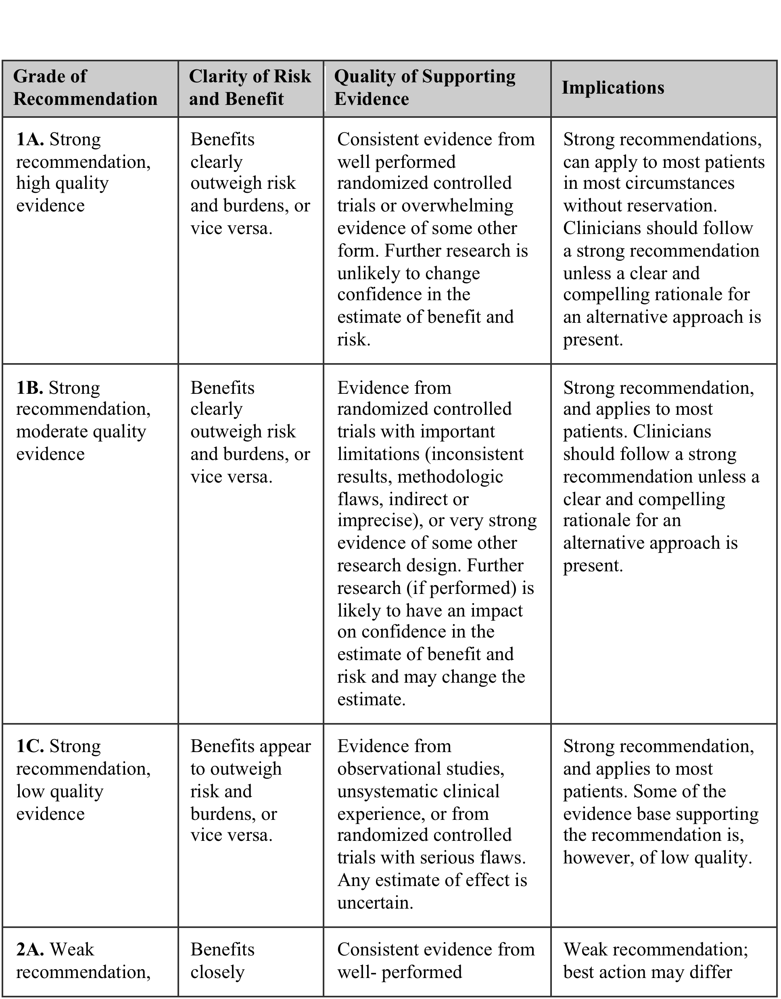 Grade of
Recommendation
Clarity of Risk
and Benefit
Quality of Supporting
Evidence
Implications
1A. Strong
recommendation,
high quality
evidence
Benefits
clearly
outweigh risk
and burdens, or
vice versa.
Consistent evidence from
well performed
randomized controlled
trials or overwhelming
evidence of some other
form. Further research is
unlikely to change
confidence in the
estimate of benefit and
risk.
Strong recommendations,
can apply to most patients
in most circumstances
without reservation.
Clinicians should follow
a strong recommendation
unless a clear and
compelling rationale for
an alternative approach is
present.
1B. Strong
recommendation,
moderate quality
evidence
Benefits
clearly
outweigh risk
and burdens, or
vice versa.
Evidence from
randomized controlled
trials with important
limitations (inconsistent
results, methodologic
flaws, indirect or
imprecise), or very strong
evidence of some other
research design. Further
research (if performed) is
likely to have an impact
on confidence in the
estimate of benefit and
risk and may change the
estimate.
Strong recommendation,
and applies to most
patients. Clinicians
should follow a strong
recommendation unless a
clear and compelling
rationale for an
alternative approach is
present.
1C. Strong
recommendation,
low quality
evidence
Benefits appear
to outweigh
risk and
burdens, or
vice versa.
Evidence from
observational studies,
unsystematic clinical
experience, or from
randomized controlled
trials with serious flaws.
Any estimate of effect is
uncertain.
Strong recommendation,
and applies to most
patients. Some of the
evidence base supporting
the recommendation is,
however, of low quality.
2A. Weak
recommendation,
Benefits
closely
Consistent evidence from
well- performed
Weak recommendation;
best action may differ